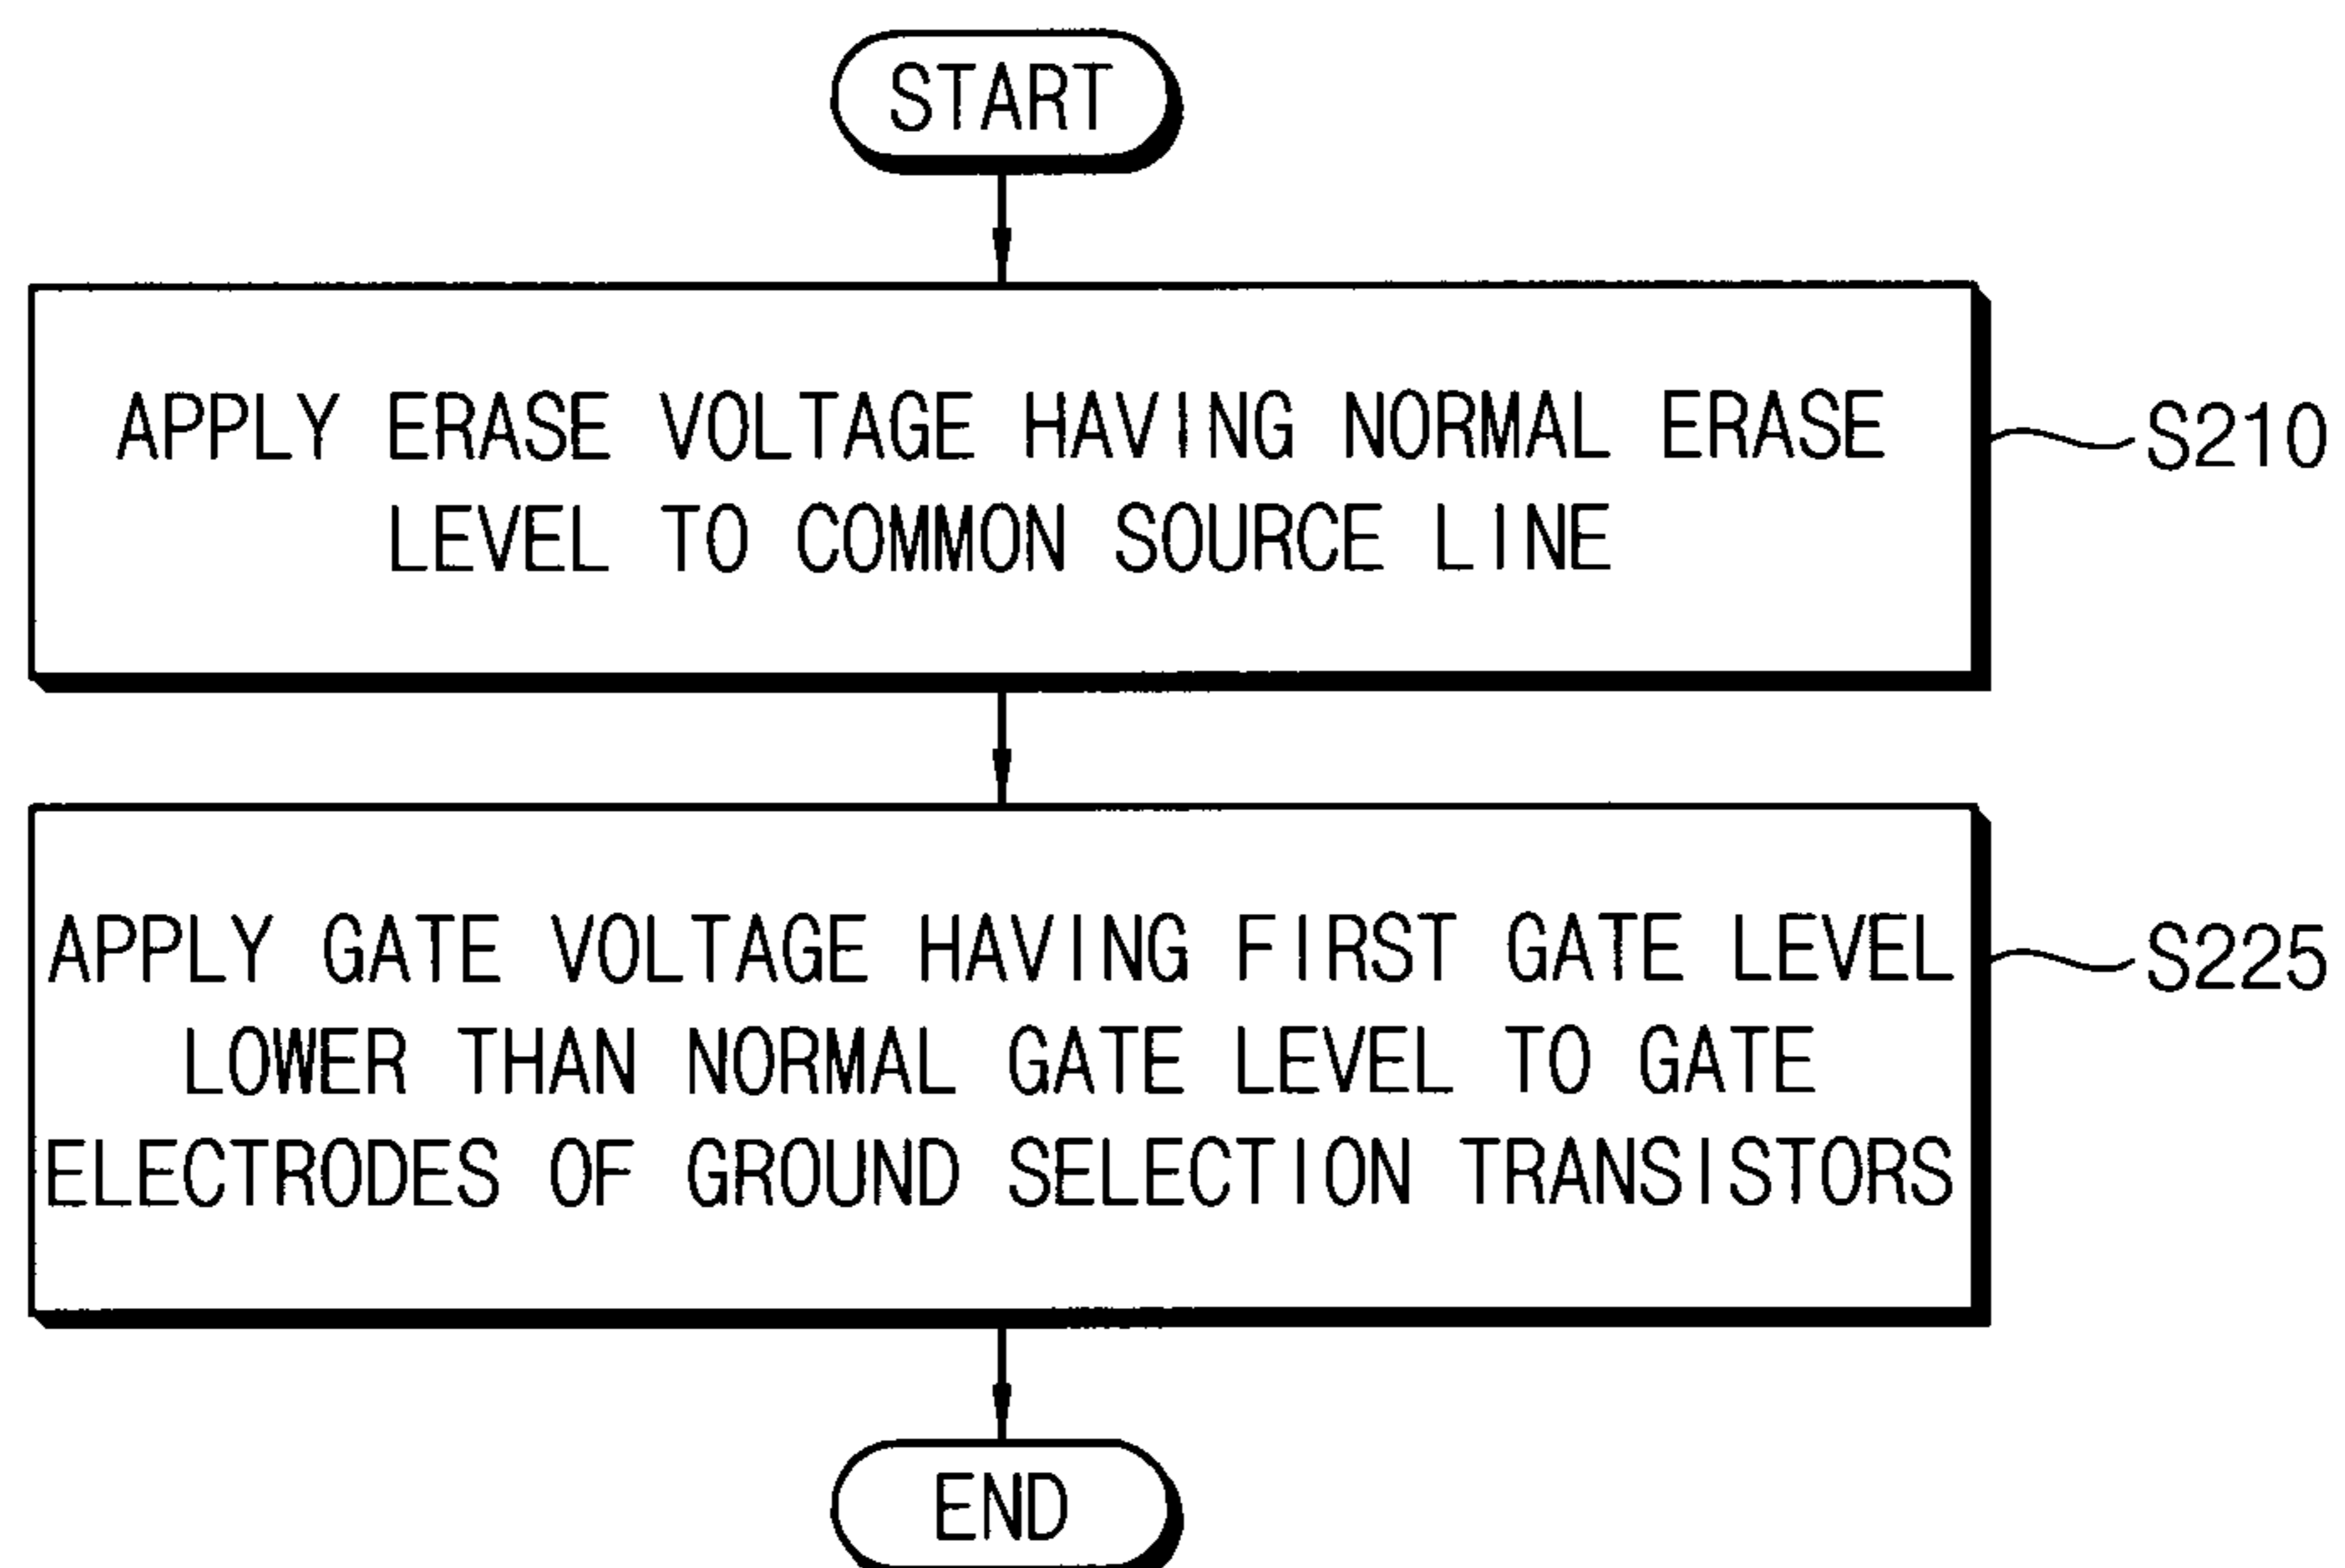 START
APPLY ERASE VOLTAGE HAVING NORMAL ERASE
LEVEL TO COMMON SOURCE LINE
S210
APPLY GATE VOLTAGE HAVING FIRST GATE LEVEL
LOWER THAN NORMAL GATE LEVEL TO GATE
ELECTRODES OF GROUND SELECTION TRANSISTORS
S225
END